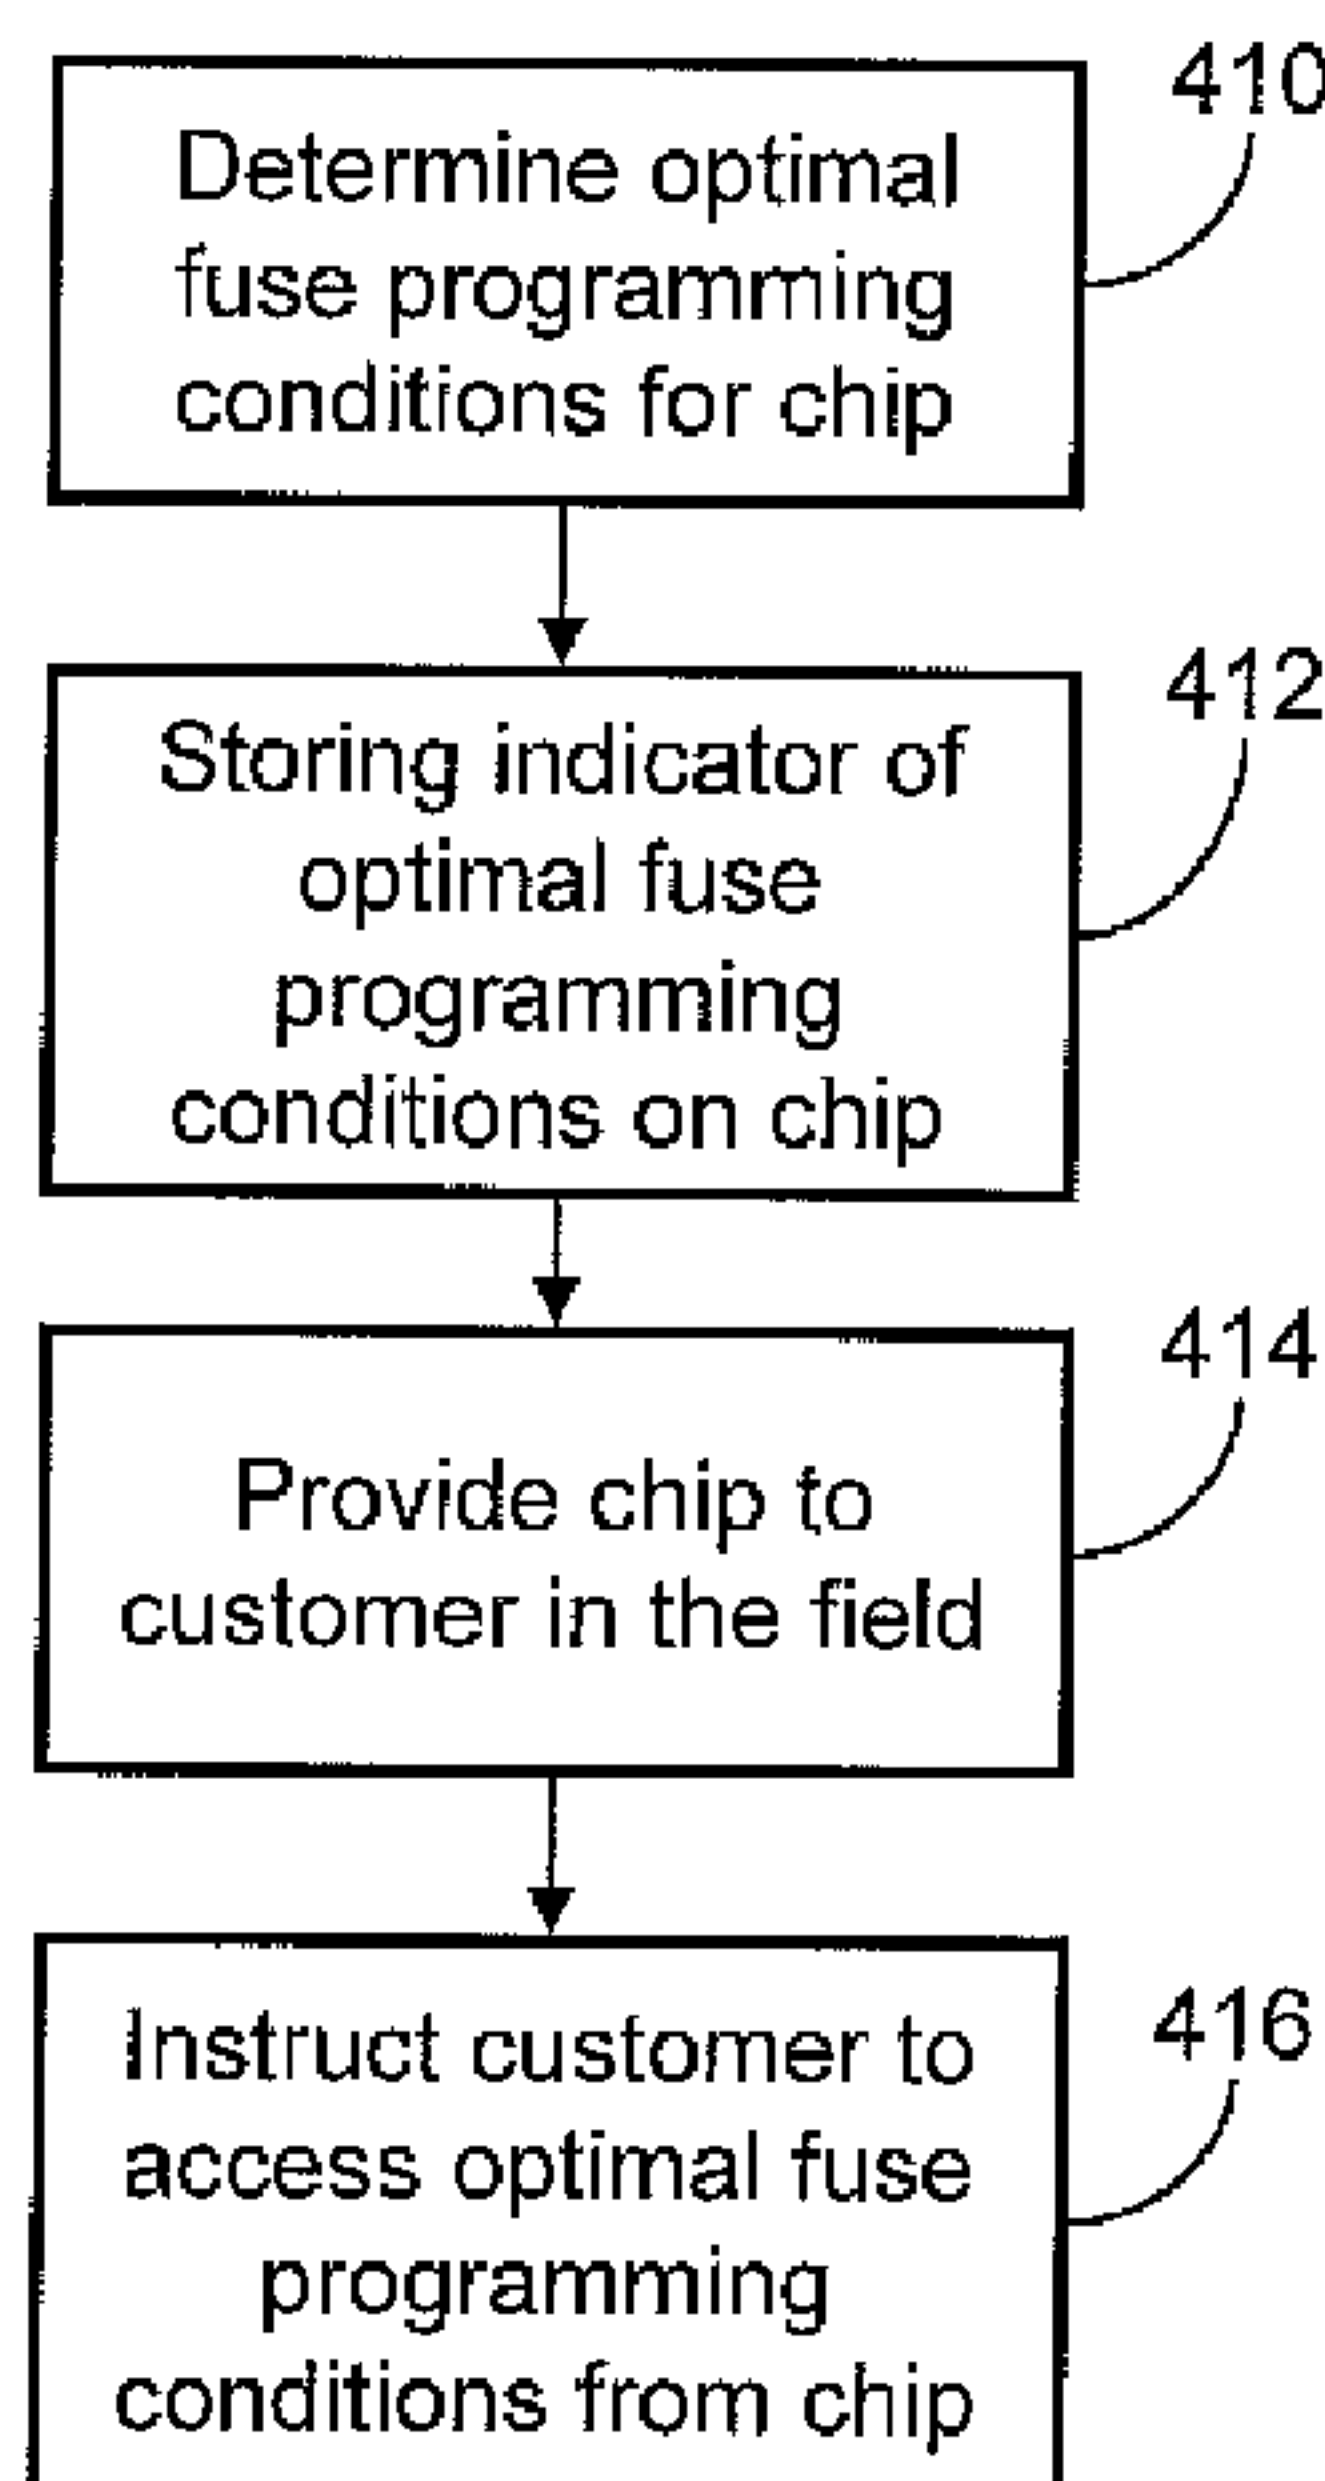 410
Determine optimal
fuse programming
conditions for chip
412
Storing indicator of
optimal fuse
programming
conditions on chip
414
Provide chip to
customer in the field
416
Instruct customer to
access optimal fuse
programming
conditions from chip